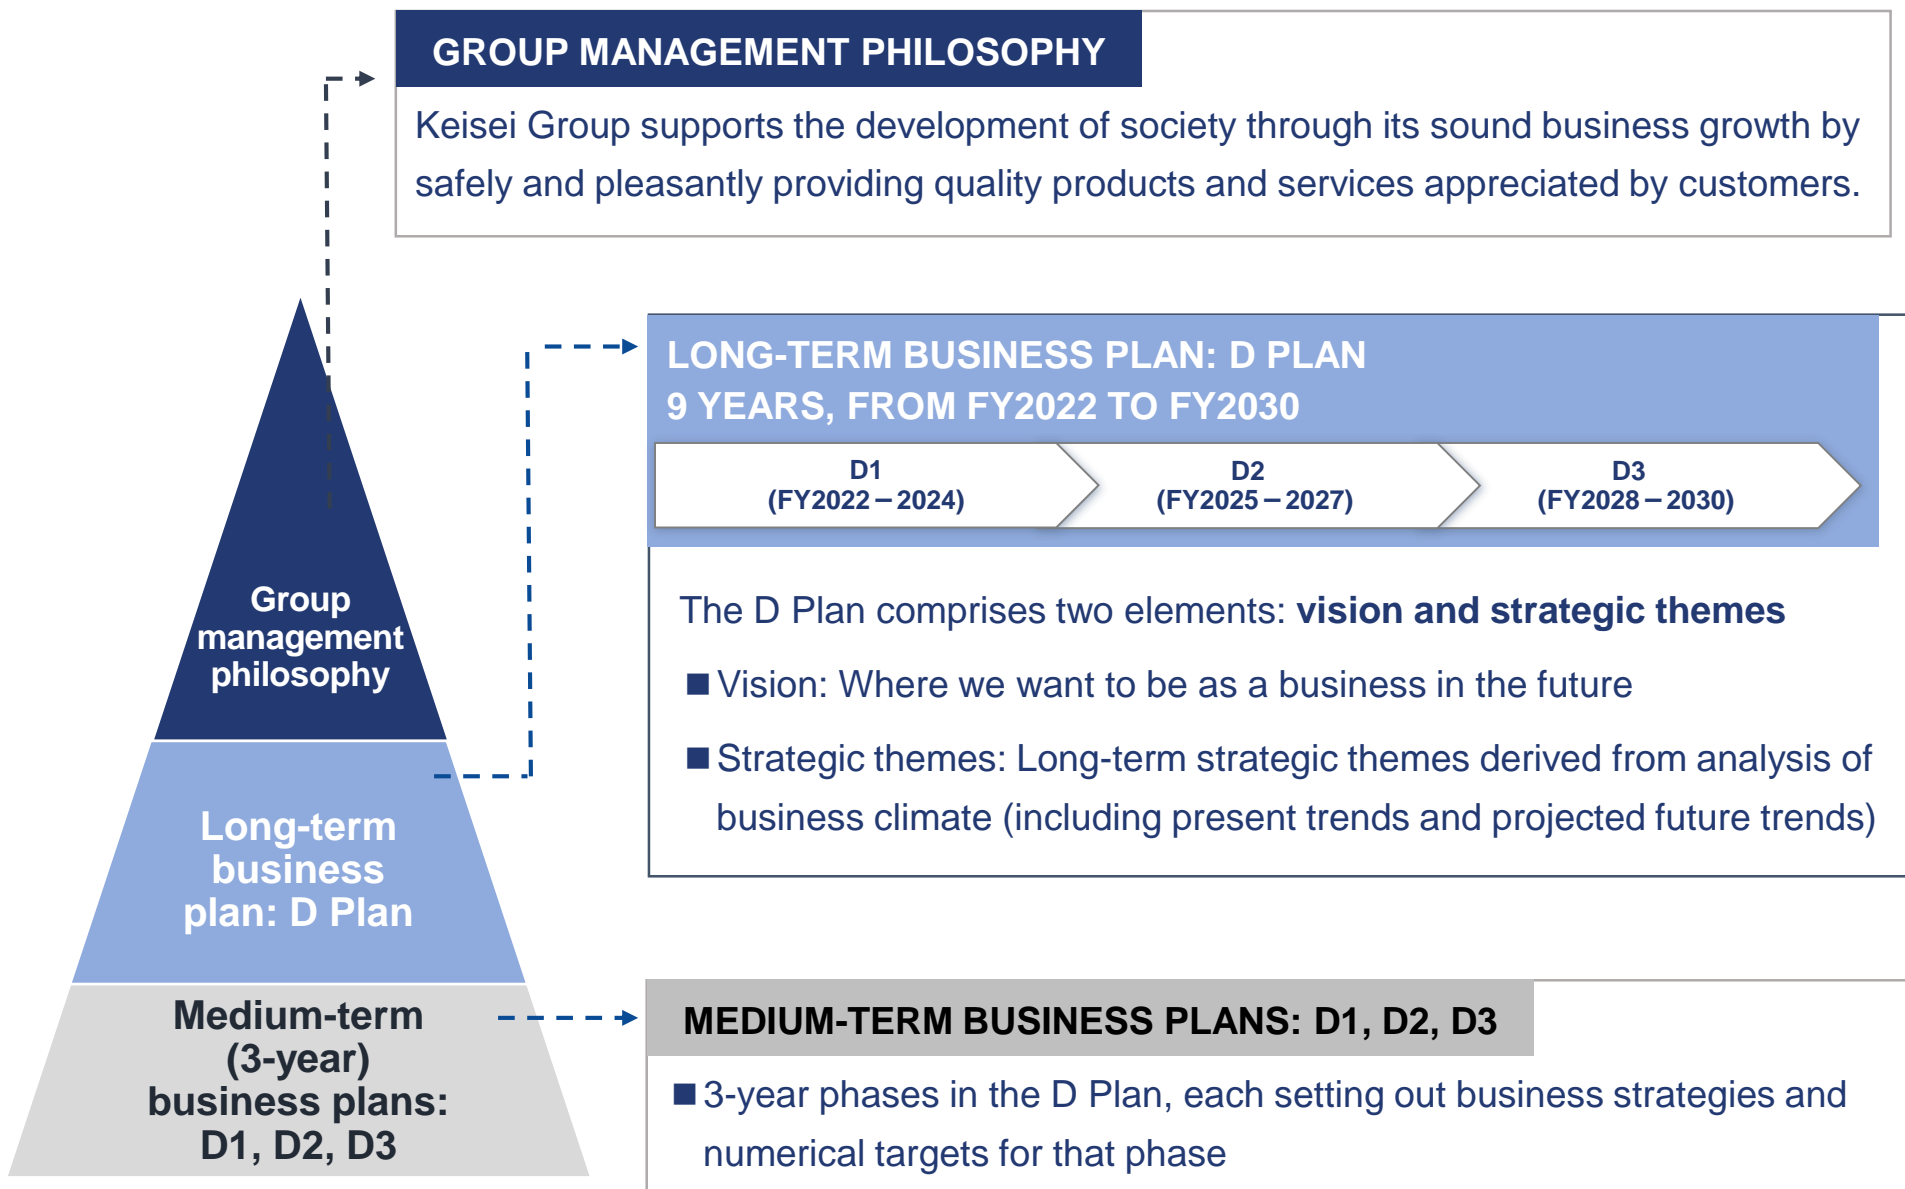 GROUP MANAGEMENT PHILOSOPHY
Keisei Group supports the development of society through its sound business growth by
safely and pleasantly providing quality products and services appreciated by customers.
Group
management
philosophy
Long-term
business
plan: D Plan
Medium-term
(3-year)
business plans:
D1, D2, D3
LONG-TERM BUSINESS PLAN: D PLAN
9 YEARS, FROM FY2022 TO FY2030
D1
(FY2022 – 2024)
D2
(FY2025 – 2027)
D3
(FY2028 – 2030)
The D Plan comprises two elements: vision and strategic themes
■ Vision: Where we want to be as a business in the future
■ Strategic themes: Long-term strategic themes derived from analysis of
business climate (including present trends and projected future trends)
MEDIUM-TERM BUSINESS PLANS: D1, D2, D3
■ 3-year phases in the D Plan, each setting out business strategies and
numerical targets for that phase